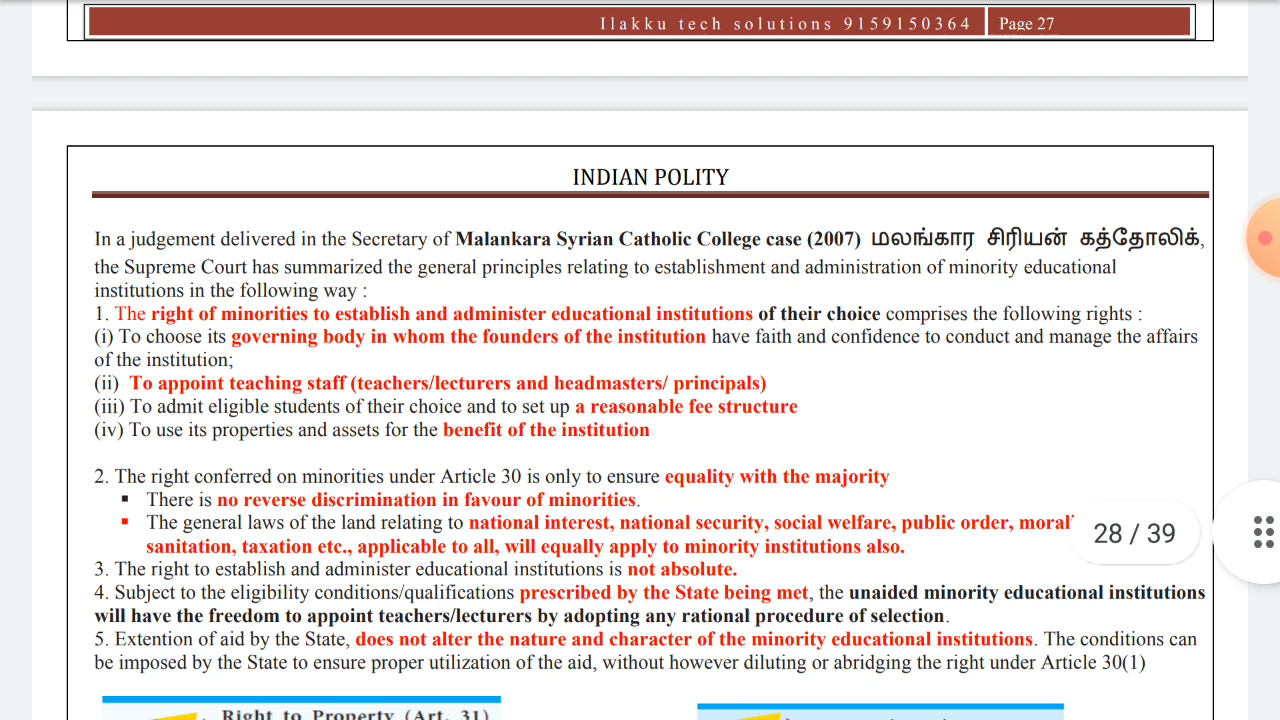 Ilakku tech solutions 9159150364 Page 27
INDIAN POLITY
In a judgement delivered in the Secretary of Malankara Syrian Catholic College case (2007) மலங்கார சிரியன் கத்தோலிக்,
the Supreme Court has summarized the general principles relating to establishment and administration of minority educational
institutions in the following way :
1. The right of minorities to establish and administer educational institutions of their choice comprises the following rights :
(i) To choose its governing body in whom the founders of the institution have faith and confidence to conduct and manage the affairs
of the institution;
(ii) To appoint teaching staff (teachers/lecturers and headmasters/ principals)
(iii) To admit eligible students of their choice and to set up a reasonable fee structure
(iv) To use its properties and assets for the benefit of the institution
2. The right conferred on minorities under Article 30 is only to ensure equality with the majority
▪ There is no reverse discrimination in favour of minorities.
▪ The general laws of the land relating to national interest, national security, social welfare, public order,
28 / 39
sanitation, taxation etc., applicable to all, will equally apply to minority institutions also.
3. The right to establish and administer educational institutions is not absolute.
4. Subject to the eligibility conditions/qualifications prescribed by the State being met, the unaided minority educational institutions
will have the freedom to appoint teachers/lecturers by adopting any rational procedure of selection.
5. Extention of aid by the State, does not alter the nature and character of the minority educational institutions. The conditions can
be imposed by the State to ensure proper utilization of the aid, without however diluting or abridging the right under Article 30(1)
Right to Property (Art. 31)